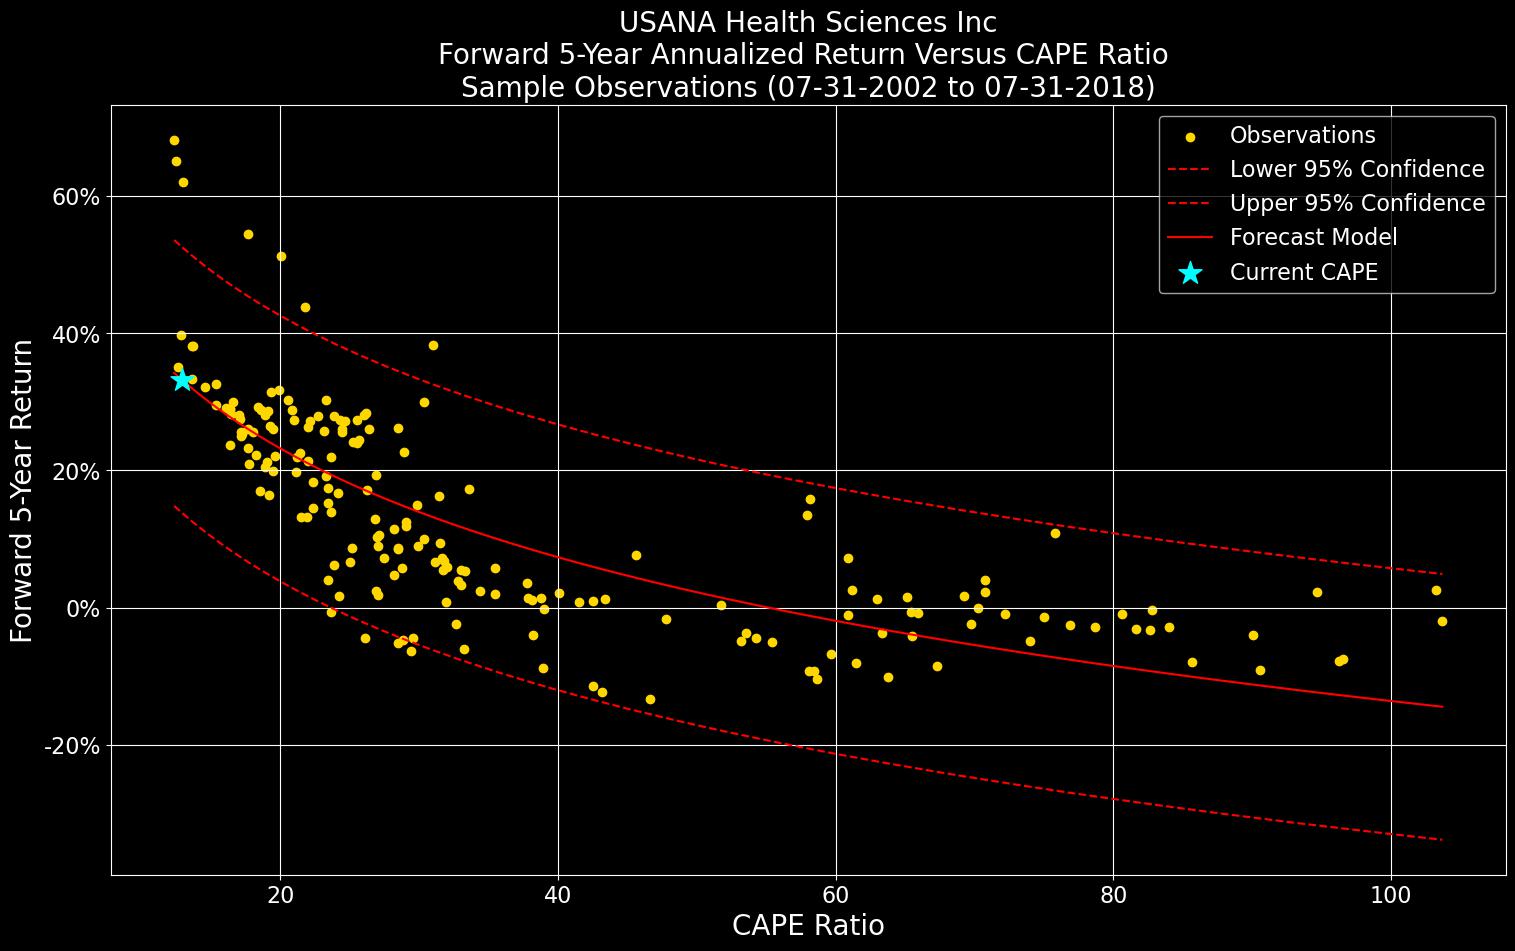 USANA Health Sciences Inc
Forward 5-Year Annualized Return Versus CAPE Ratio
Sample Observations (07-31-2002 to 07-31-2018)
Observations
Lower 95% Confidence
Upper 95% Confidence
Forecast Model
Current CAPE
Forward 5-Year Return
60%
40%
20%
0%
-20%
20
40
60
80
100
CAPE Ratio